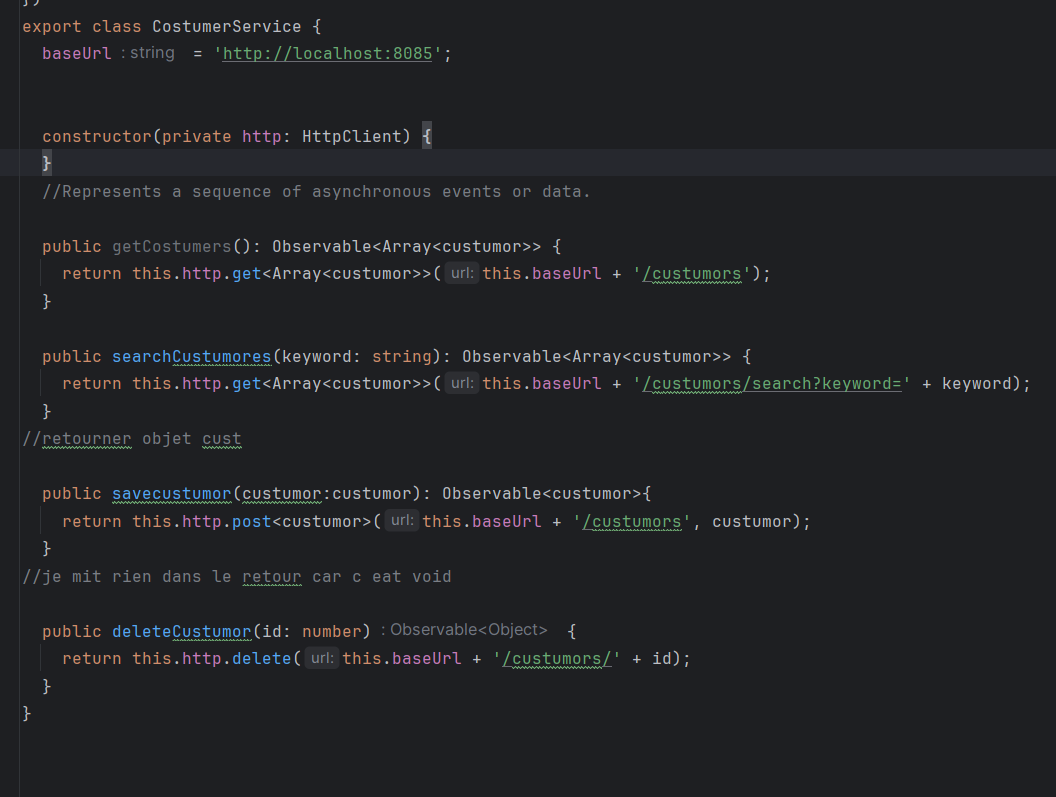 })
export class CostumerService {
  baseUrl : string = 'http://localhost:8085';
  constructor(private http: HttpClient) {
  }
  //Represents a sequence of asynchronous events or data.
  public getCostumers(): Observable<Array<custumor>> {
    return this.http.get<Array<custumor>>( url: this.baseUrl + '/custumors');
  }
  public searchCustumores(keyword: string): Observable<Array<custumor>> {
    return this.http.get<Array<custumor>>( url: this.baseUrl + '/custumors/search?keyword=' + keyword);
  }
//retourner objet cust
  public savecustumor(custumor:custumor): Observable<custumor>{
    return this.http.post<custumor>( url: this.baseUrl + '/custumors', custumor);
  }
//je mit rien dans le retour car c eat void
  public deleteCustumor(id: number) : Observable<Object> {
    return this.http.delete( url: this.baseUrl + '/custumors/' + id);
  }
}